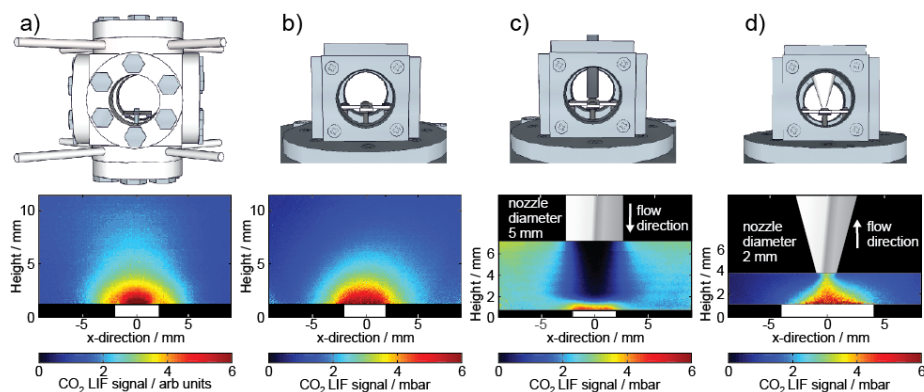 a)
b)
c)
d)
Height / mm
10
5
0
-5 0 5
x-direction / mm
0 2 4 6
CO₂ LIF signal / arb units
Height / mm
10
5
0
-5 0 5
x-direction / mm
0 2 4 6
CO₂ LIF signal / mbar
nozzle
diameter
5 mm
flow
direction
Height / mm
6
4
2
0
-5 0 5
x-direction / mm
0 2 4 6
CO₂ LIF signal / mbar
nozzle
diameter
2 mm
flow
direction
Height / mm
6
4
2
0
-5 0 5
x-direction / mm
0 2 4 6
CO₂ LIF signal / mbar